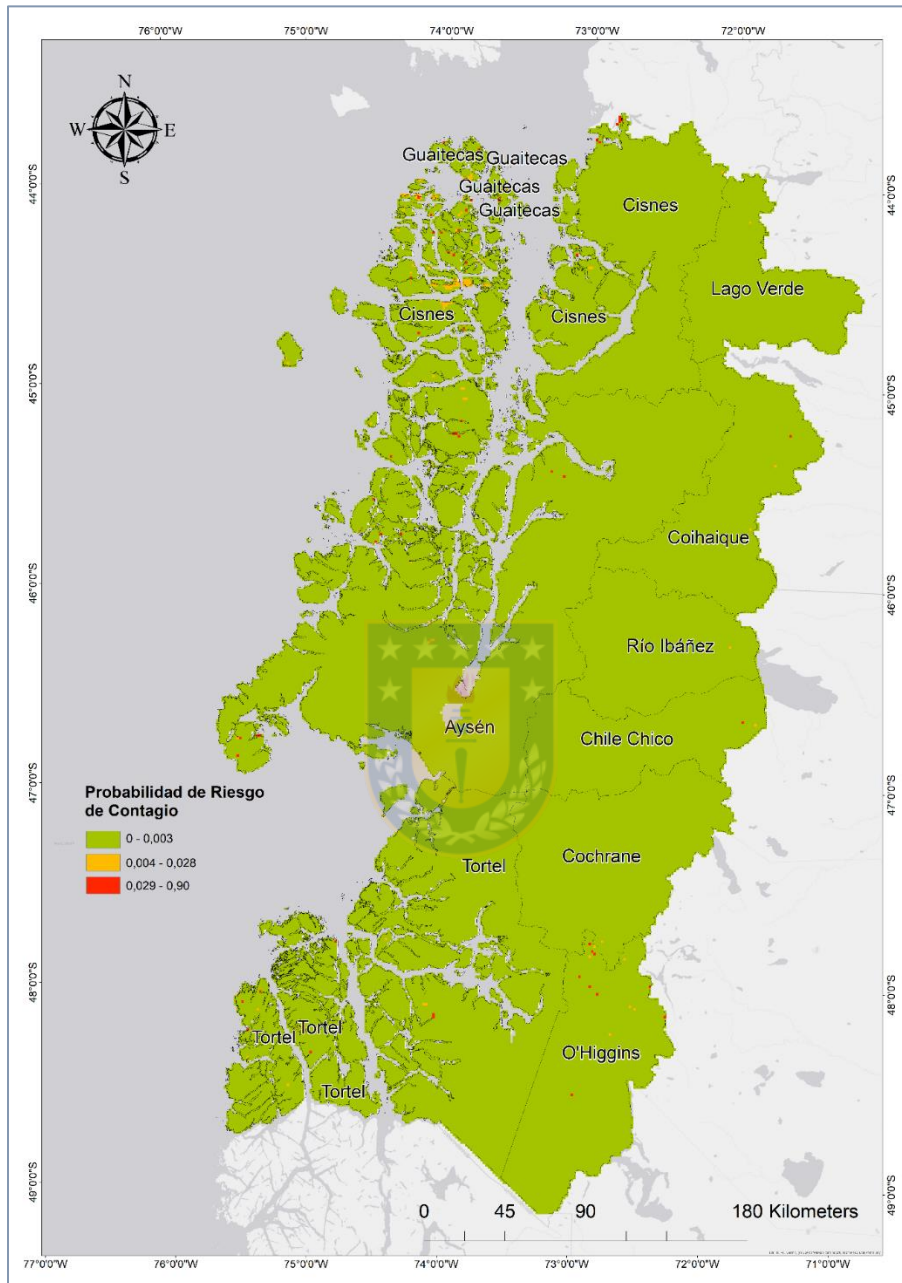 76°0'0"W 75°0'0"W 74°0'0"W 73°0'0"W 72°0'0"W
N
W E
S
44°0'0"S 44°0'0"S
Guaitecas
Guaitecas
Guaitecas
Guaitecas
Cisnes
Lago Verde
Cisnes
Cisnes
45°0'0"S 45°0'0"S
Coihaique
46°0'0"S 46°0'0"S
Río Ibáñez
Aysén
Chile Chico
47°0'0"S 47°0'0"S
Probabilidad de Riesgo
de Contagio
0 - 0,003
0,004 - 0,028
0,029 - 0,90
Cochrane
Tortel
48°0'0"S 48°0'0"S
Tortel
Tortel
O'Higgins
Tortel
49°0'0"S 49°0'0"S
0 45 90 180 Kilometers
77°0'0"W 76°0'0"W 75°0'0"W 74°0'0"W 73°0'0"W 72°0'0"W 71°0'0"W